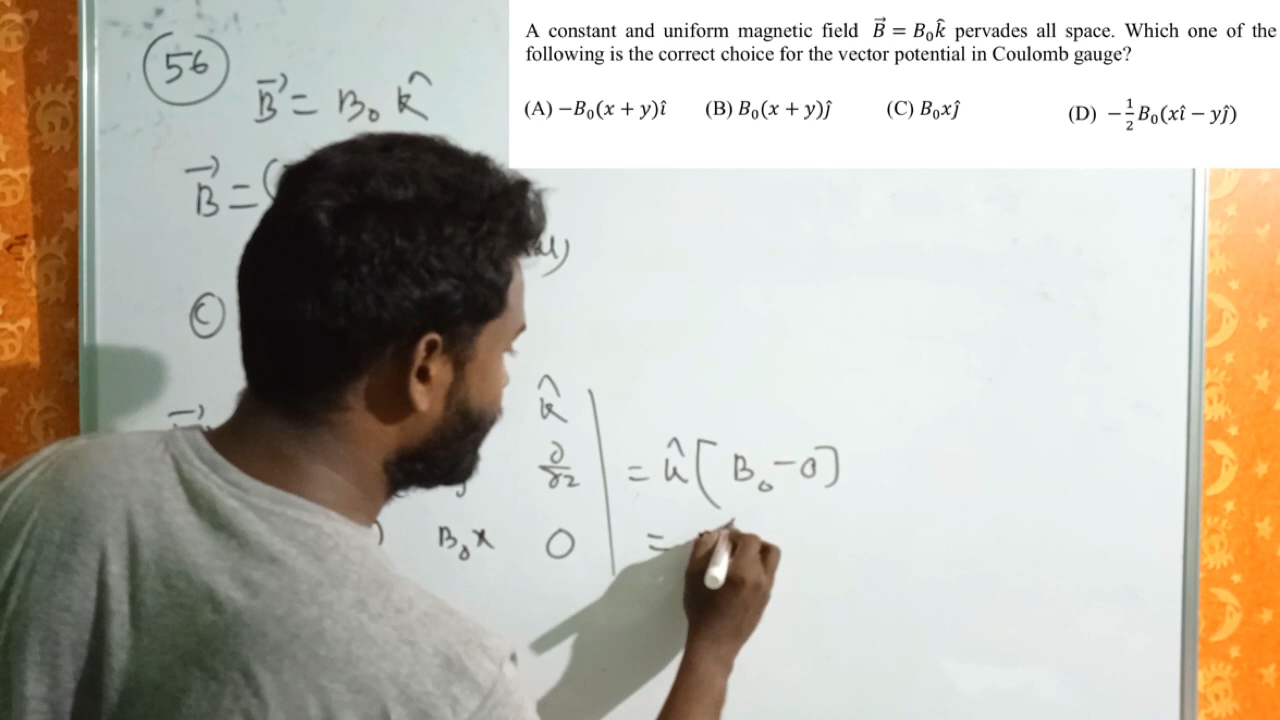 A constant and uniform magnetic field B⃗ = B₀k̂ pervades all space. Which one of the
following is the correct choice for the vector potential in Coulomb gauge?
(A) −B₀(x + y)î (B) B₀(x + y)ĵ (C) B₀xĵ (D) −½B₀(xî − yĵ)
56
B⃗ = B₀ k̂
B⃗ = (
(C)
k̂
∂/∂z = k̂[B₀−0]
B₀x 0 =